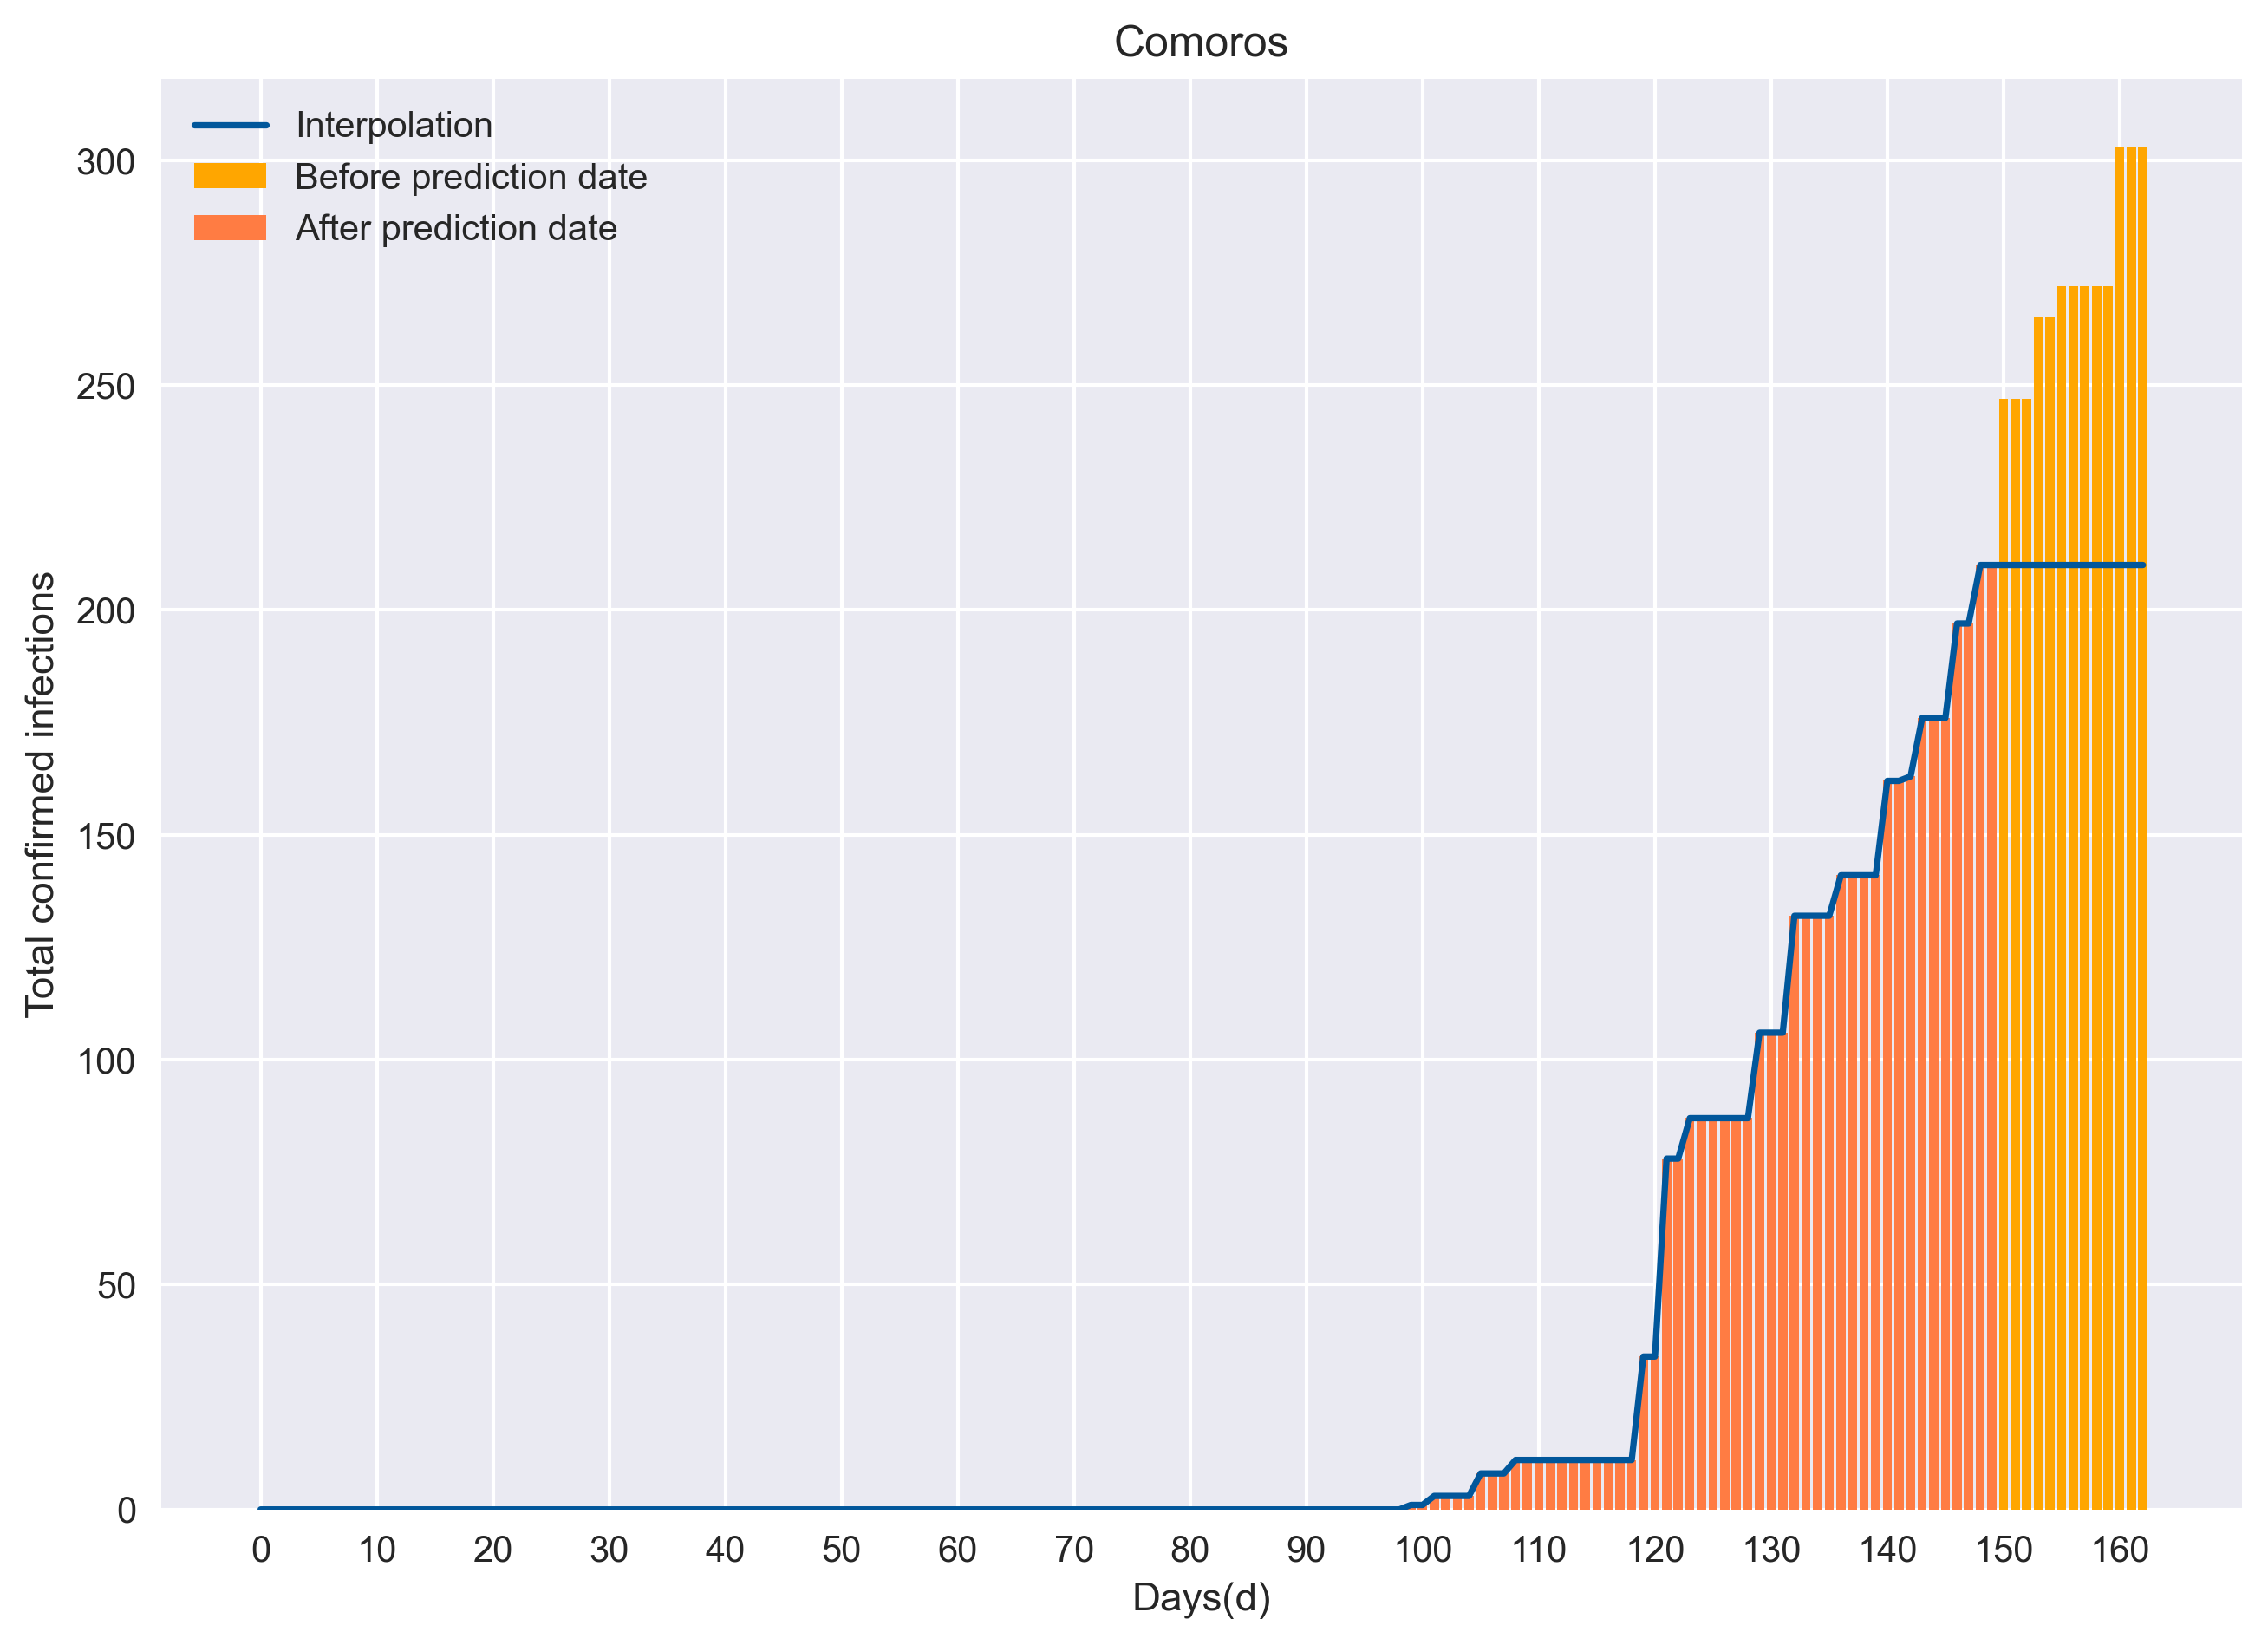 Comoros
Interpolation
Before prediction date
After prediction date
Total confirmed infections
300
250
200
150
100
50
0
0 10 20 30 40 50 60 70 80 90 100 110 120 130 140 150 160
Days(d)